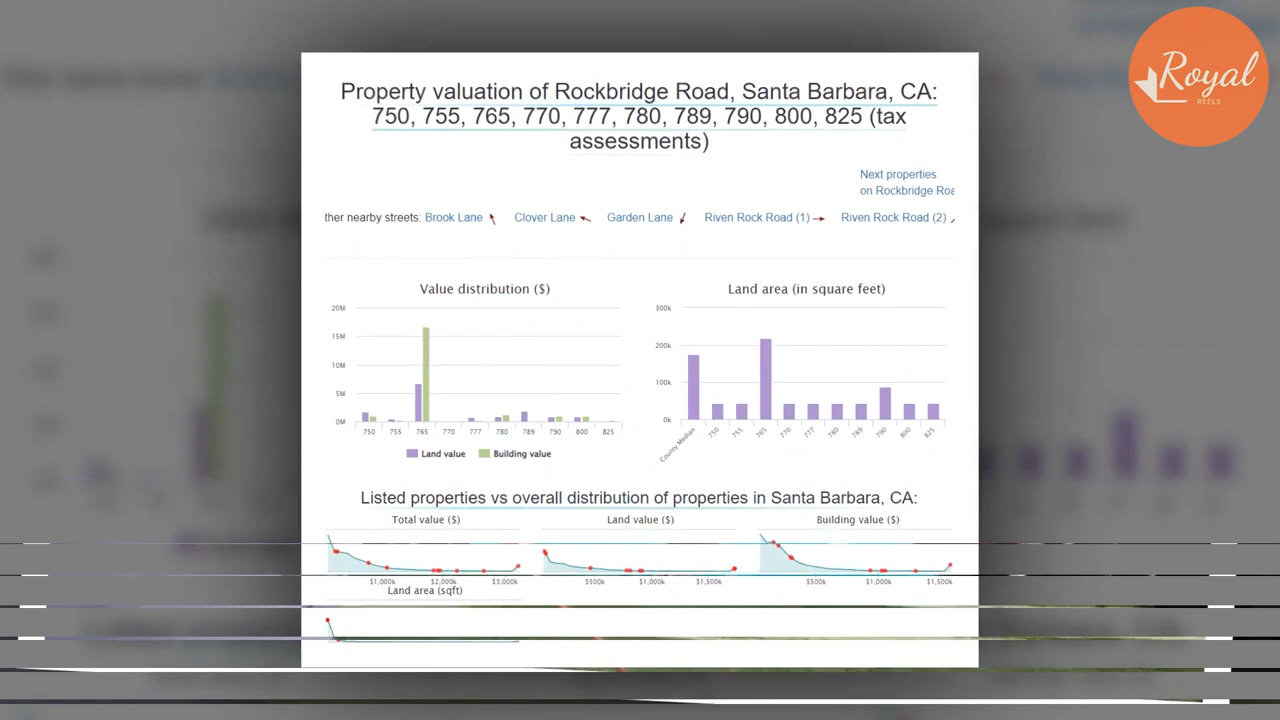 Royal
REELS
Property valuation of Rockbridge Road, Santa Barbara, CA:
750, 755, 765, 770, 777, 780, 789, 790, 800, 825 (tax
assessments)
Next properties
on Rockbridge Roa
ther nearby streets: Brook Lane Clover Lane Garden Lane Riven Rock Road (1) Riven Rock Road (2)
Value distribution ($)
20M
15M
10M
5M
0M
750 755 765 770 777 780 789 790 800 825
Land value Building value
Land area (in square feet)
300k
200k
100k
0k
County Median 750 755 765 770 777 780 789 790 800 825
Listed properties vs overall distribution of properties in Santa Barbara, CA:
Total value ($) Land value ($) Building value ($)
$1,000k $2,000k $3,000k $500k $1,000k $1,500k $500k $1,000k $1,500k
Land area (sqft)